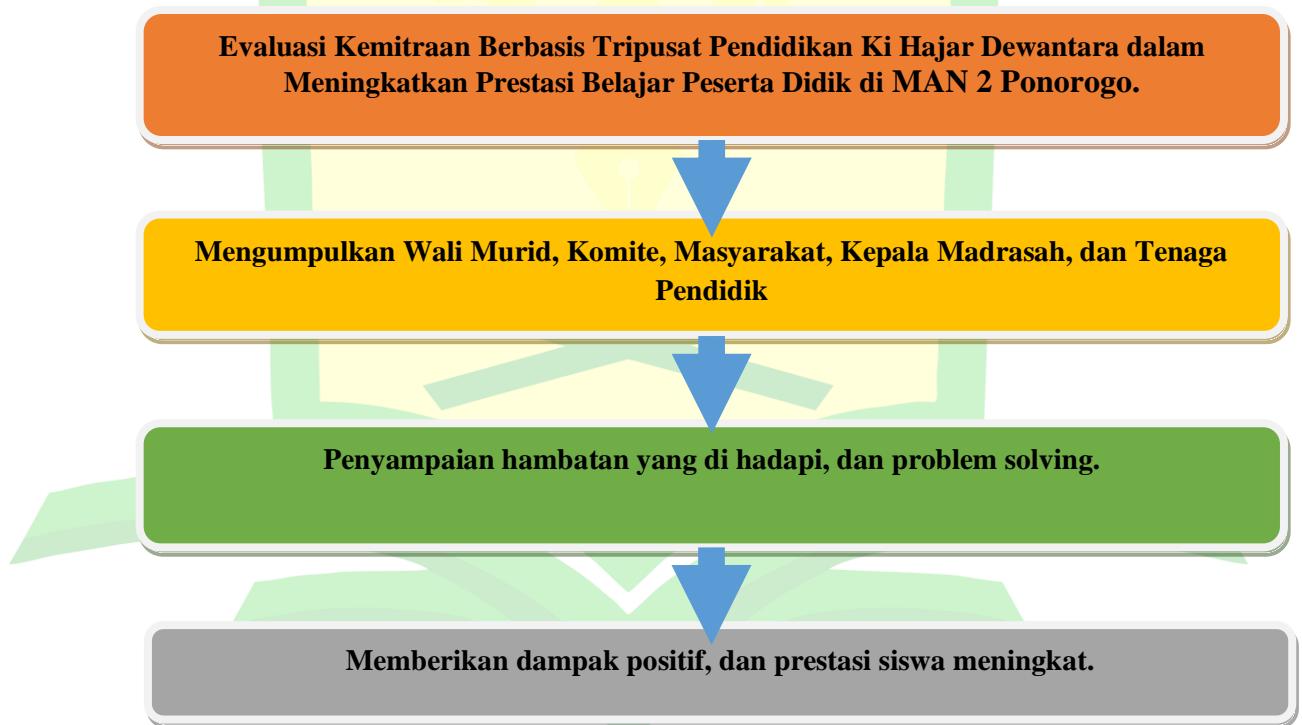 Evaluasi Kemitraan Berbasis Tripusat Pendidikan Ki Hajar Dewantara dalam
Meningkatkan Prestasi Belajar Peserta Didik di MAN 2 Ponorogo.
Mengumpulkan Wali Murid, Komite, Masyarakat, Kepala Madrasah, dan Tenaga
Pendidik
Penyampaian hambatan yang di hadapi, dan problem solving.
Memberikan dampak positif, dan prestasi siswa meningkat.